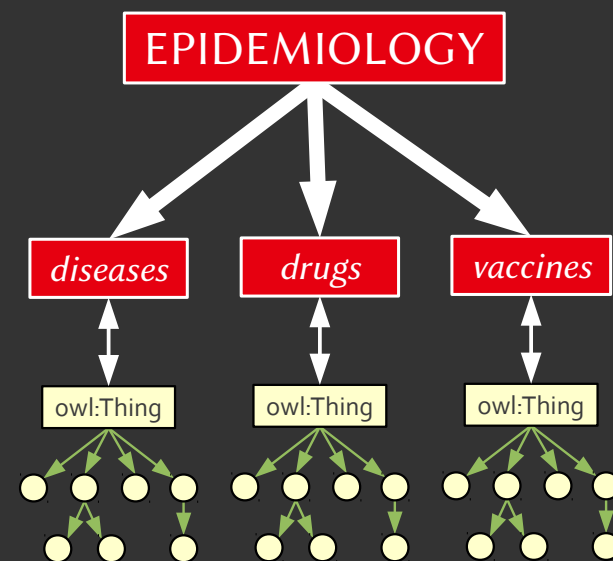 EPIDEMIOLOGY
diseases
drugs
vaccines
owl:Thing
owl:Thing
owl:Thing